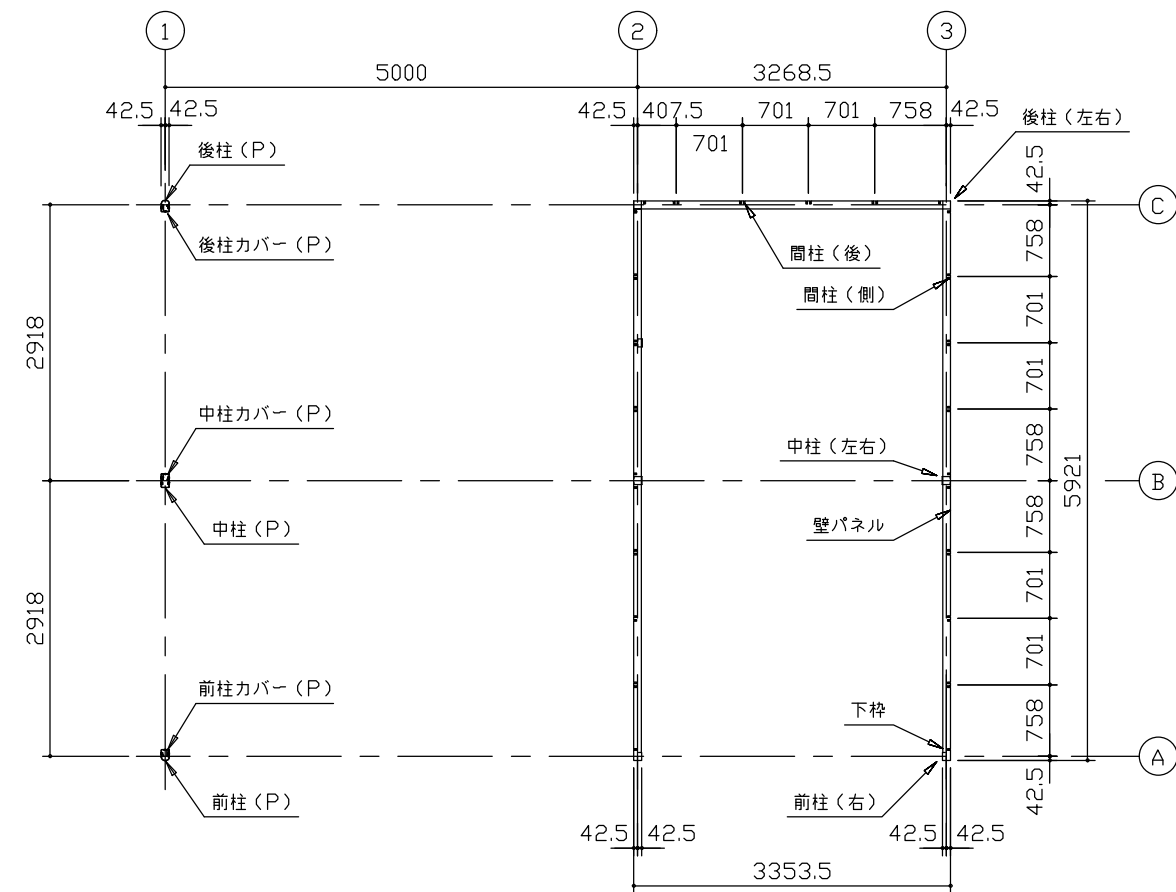 1
2
3
5000
3268.5
42.5
42.5
42.5
407.5
701
701
701
758
42.5
後柱（左右）
後柱（P）
後柱カバー（P）
間柱（後）
間柱（側）
42.5
758
701
701
758
758
701
701
758
42.5
5921
C
B
A
2918
2918
中柱カバー（P）
中柱（P）
中柱（左右）
壁パネル
前柱カバー（P）
前柱（P）
下枠
前柱（右）
42.5
42.5
42.5
42.5
3353.5